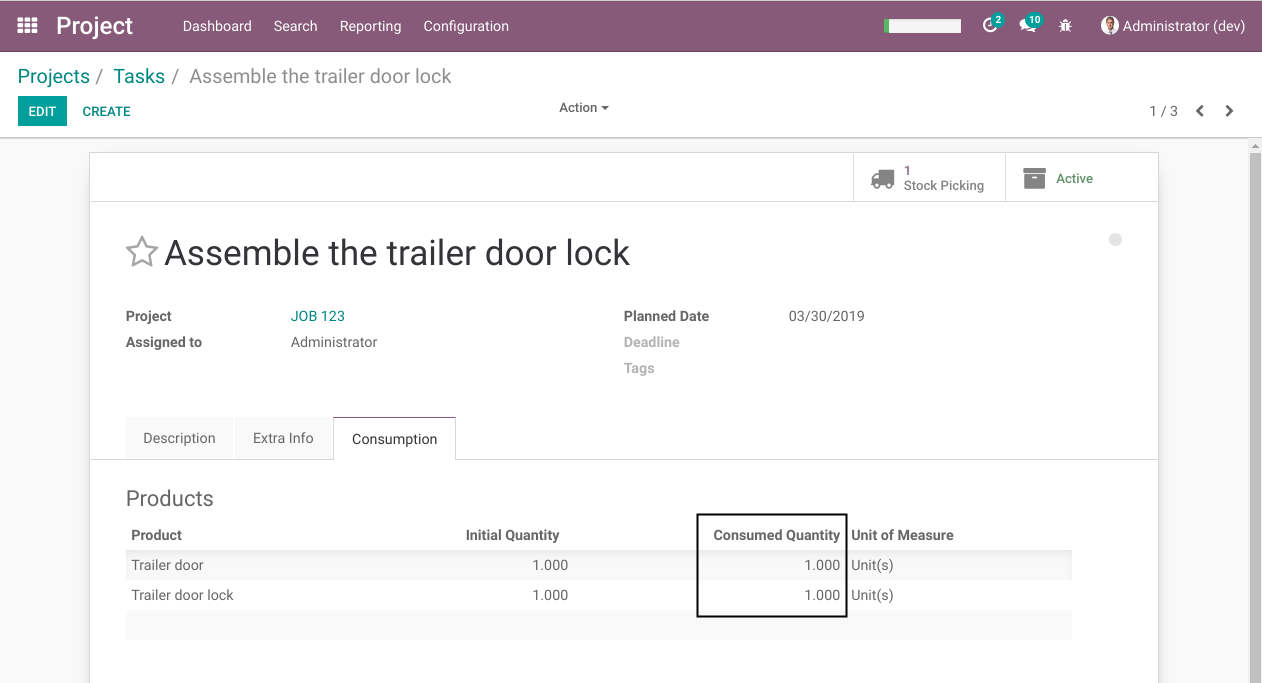 Project Dashboard Search Reporting Configuration 2 10 Administrator (dev)
Projects / Tasks / Assemble the trailer door lock
EDIT CREATE Action 1 / 3
1
Stock Picking
Active
Assemble the trailer door lock
Project JOB 123 Planned Date 03/30/2019
Assigned to Administrator Deadline
Tags
Description Extra Info Consumption
Products
Product Initial Quantity Consumed Quantity Unit of Measure
Trailer door 1.000 1.000 Unit(s)
Trailer door lock 1.000 1.000 Unit(s)